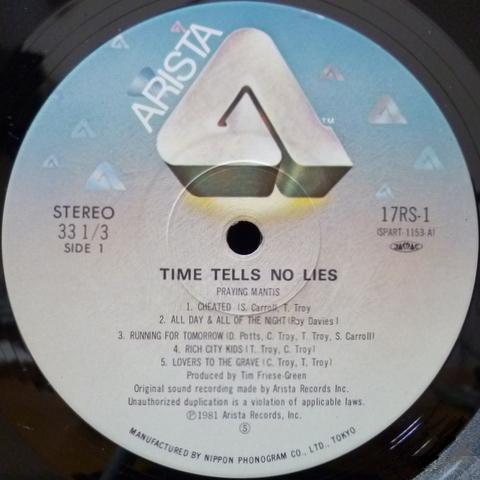 ARISTA
TM
STEREO
33 1/3
SIDE 1
17RS-1
(SPART-1153-A)
JASRAC
TIME TELLS NO LIES
PRAYING MANTIS
1. CHEATED (S. Carroll, T. Troy)
2. ALL DAY & ALL OF THE NIGHT (Ray Davies)
3. RUNNING FOR TOMORROW (D. Potts, C. Troy, T. Troy, S. Carroll)
4. RICH CITY KIDS (T. Troy, C. Troy)
5. LOVERS TO THE GRAVE (C. Troy, T. Troy)
Produced by Tim Friese-Green
Original sound recording made by Arista Records Inc.
Unauthorized duplication is a violation of applicable laws.
Ⓟ1981 Arista Records, Inc.
Ⓢ
MANUFACTURED BY NIPPON PHONOGRAM CO., LTD., TOKYO